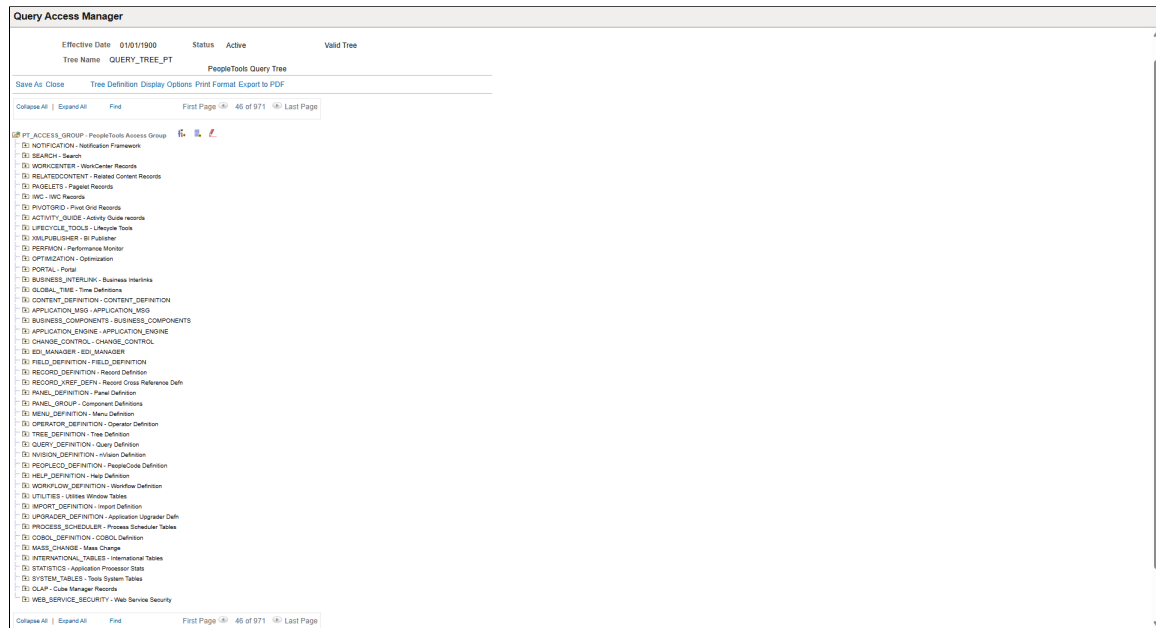 Query Access Manager
Effective Date 01/01/1900 Status Active Valid Tree
Tree Name QUERY_TREE_PT
PeopleTools Query Tree
Save As Close Tree Definition Display Options Print Format Export to PDF
Collapse All | Expand All Find First Page 46 of 971 Last Page
PT_ACCESS_GROUP - PeopleTools Access Group
NOTIFICATION - Notification Framework
SEARCH - Search
WORKCENTER - WorkCenter Records
RELATEDCONTENT - Related Content Records
PAGELETS - Pagelet Records
IWC - IWC Records
PIVOTGRID - Pivot Grid Records
ACTIVITY_GUIDE - Activity Guide records
LIFECYCLE_TOOLS - Lifecycle Tools
XMLPUBLISHER - BI Publisher
PERFMON - Performance Monitor
OPTIMIZATION - Optimization
PORTAL - Portal
BUSINESS_INTERLINK - Business Interlinks
GLOBAL_TIME - Time Definitions
CONTENT_DEFINITION - CONTENT_DEFINITION
APPLICATION_MSG - APPLICATION_MSG
BUSINESS_COMPONENTS - BUSINESS_COMPONENTS
APPLICATION_ENGINE - APPLICATION_ENGINE
CHANGE_CONTROL - CHANGE_CONTROL
EDI_MANAGER - EDI_MANAGER
FIELD_DEFINITION - FIELD_DEFINITION
RECORD_DEFINITION - Record Definition
RECORD_XREF_DEFN - Record Cross Reference Defn
PANEL_DEFINITION - Panel Definition
PANEL_GROUP - Component Definitions
MENU_DEFINITION - Menu Definition
OPERATOR_DEFINITION - Operator Definition
TREE_DEFINITION - Tree Definition
QUERY_DEFINITION - Query Definition
NVISION_DEFINITION - nVision Definition
PEOPLECD_DEFINITION - PeopleCode Definition
HELP_DEFINITION - Help Definition
WORKFLOW_DEFINITION - Workflow Definition
UTILITIES - Utilities Window Tables
IMPORT_DEFINITION - Import Definition
UPGRADER_DEFINITION - Application Upgrader Defn
PROCESS_SCHEDULER - Process Scheduler Tables
COBOL_DEFINITION - COBOL Definition
MASS_CHANGE - Mass Change
INTERNATIONAL_TABLES - International Tables
STATISTICS - Application Processor Stats
SYSTEM_TABLES - Tools System Tables
OLAP - Cube Manager Records
WEB_SERVICE_SECURITY - Web Service Security
Collapse All | Expand All Find First Page 46 of 971 Last Page